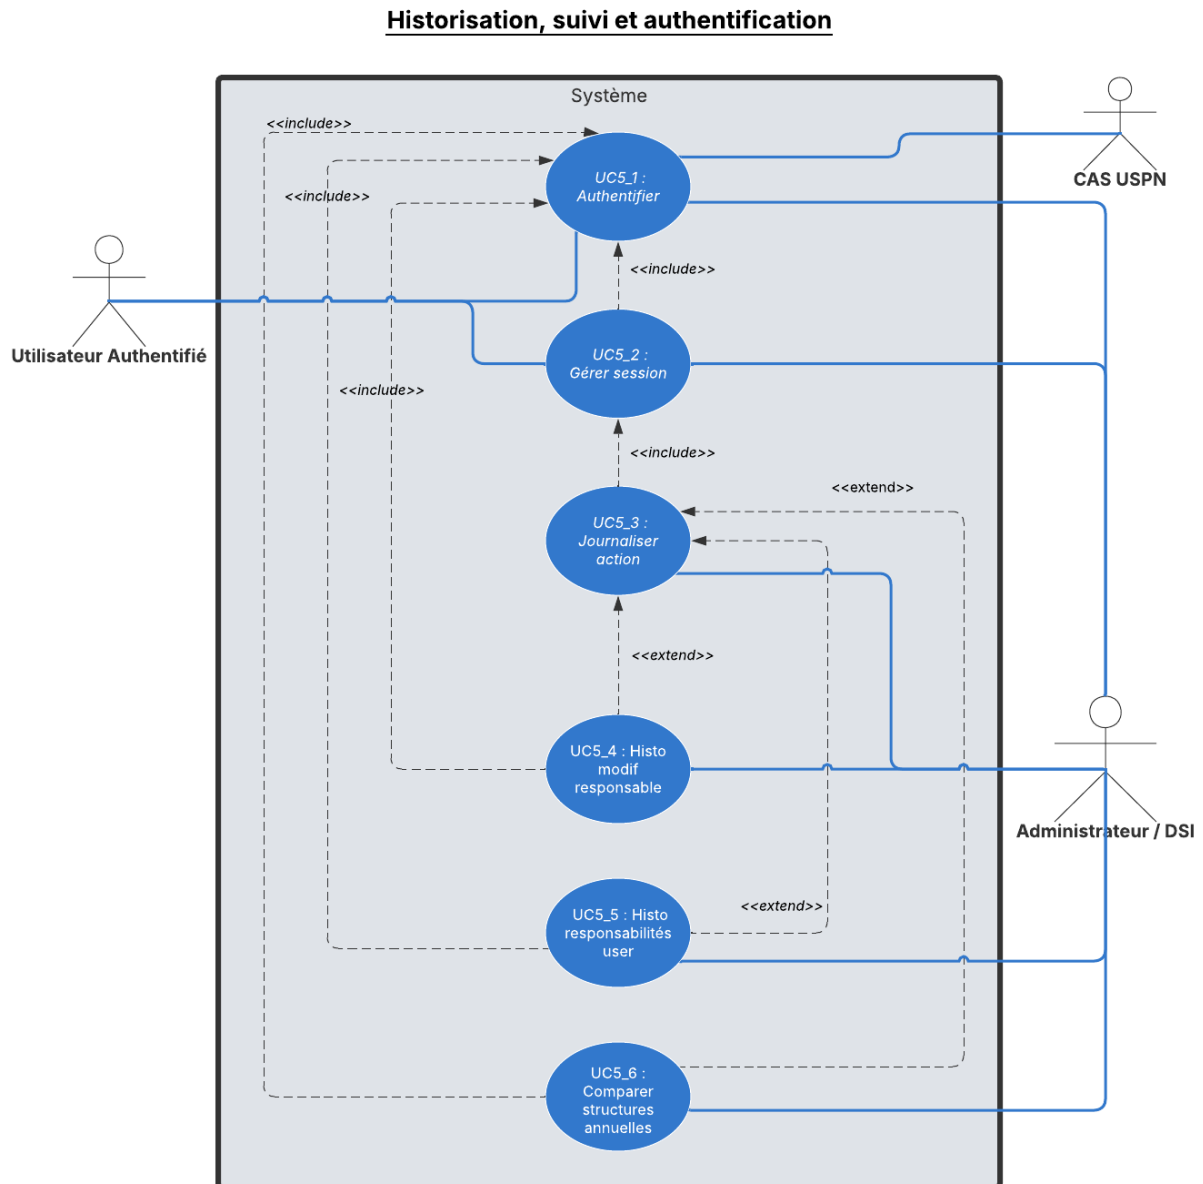 Historisation, suivi et authentification
Système
<<include>>
CAS USPN
UC5_1 :
Authentifier
<<include>>
<<include>>
Utilisateur Authentifié
UC5_2 :
Gérer session
<<include>>
<<include>>
<<extend>>
UC5_3 :
Journaliser
action
<<extend>>
UC5_4 : Histo
modif
responsable
Administrateur / DSI
UC5_5 : Histo
responsabilités
user
<<extend>>
UC5_6 :
Comparer
structures
annuelles